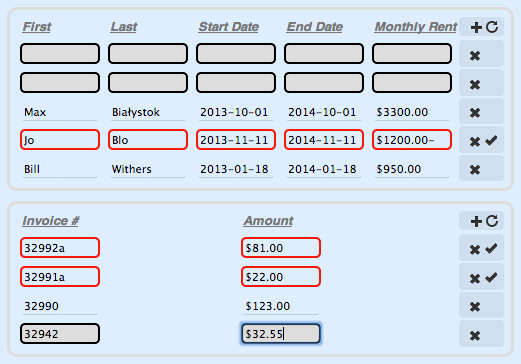 First Last Start Date End Date Monthly Rent
Max Białystok 2013-10-01 2014-10-01 $3300.00
Jo Blo 2013-11-11 2014-11-11 $1200.00-
Bill Withers 2013-01-18 2014-01-18 $950.00
Invoice # Amount
32992a $81.00
32991a $22.00
32990 $123.00
32942 $32.55